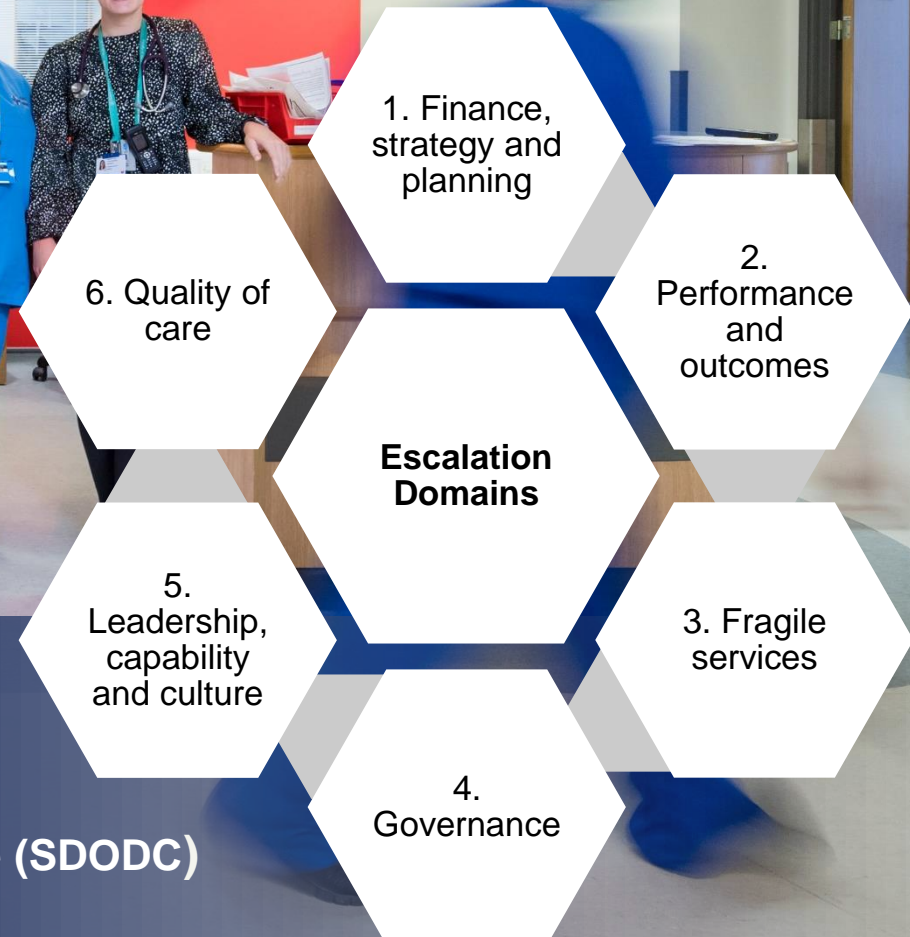 1. Finance,
strategy and
planning
2.
Performance
and
outcomes
3. Fragile
services
4.
Governance
5.
Leadership,
capability
and culture
6. Quality of
care
Escalation
Domains
(SDODC)